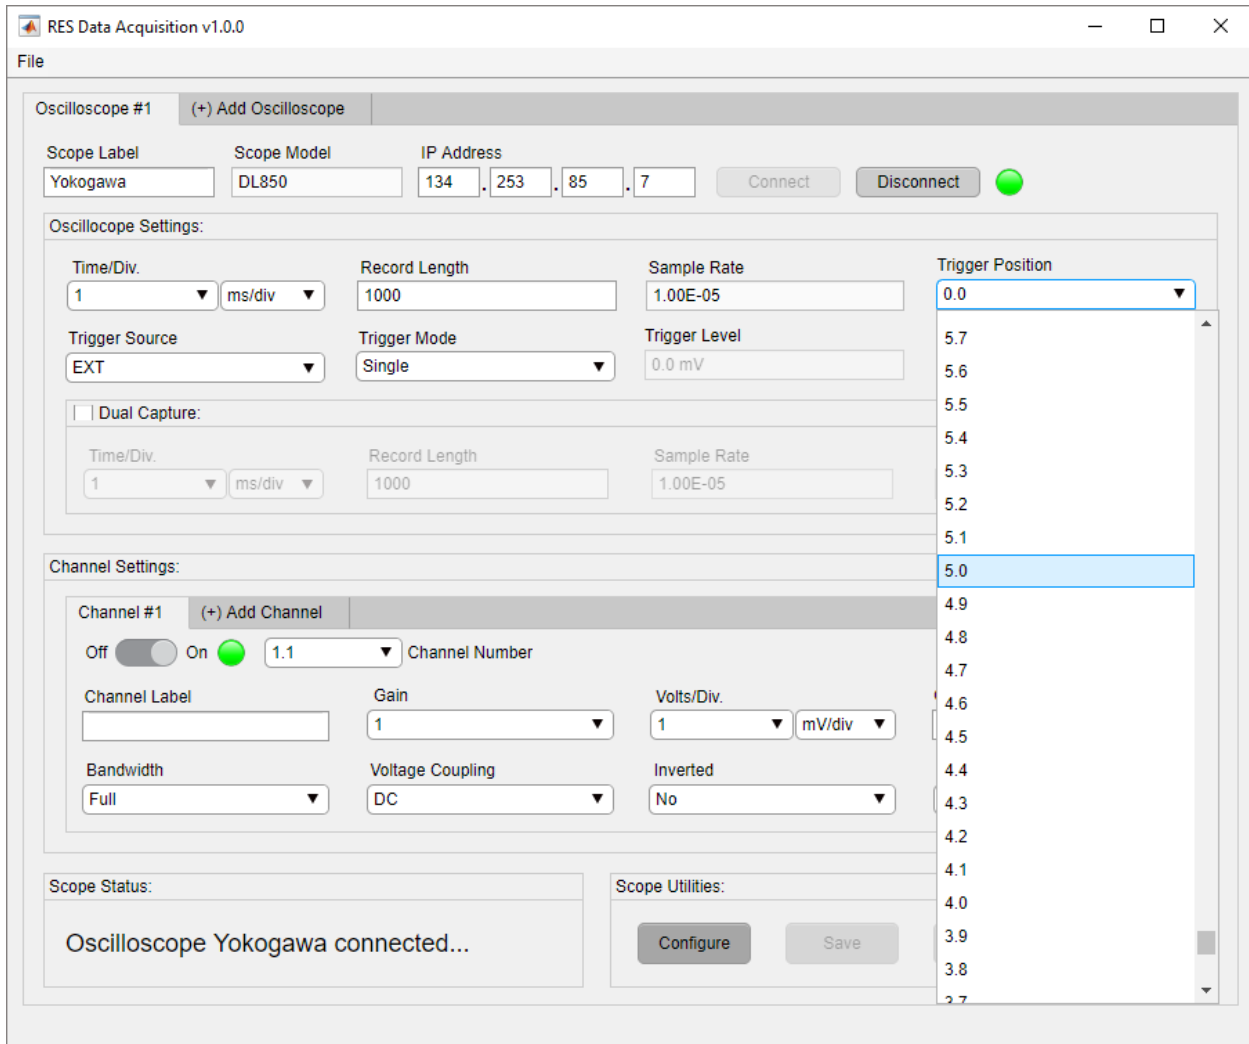 RES Data Acquisition v1.0.0
File
Oscilloscope #1 (+) Add Oscilloscope
Scope Label Scope Model IP Address
Yokogawa DL850 134 . 253 . 85 . 7 Connect Disconnect
Oscillocope Settings:
Time/Div. Record Length Sample Rate Trigger Position
1 ms/div 1000 1.00E-05 0.0
Trigger Source Trigger Mode Trigger Level
EXT Single 0.0 mV
Dual Capture:
Time/Div. Record Length Sample Rate
1 ms/div 1000 1.00E-05
5.7
5.6
5.5
5.4
5.3
5.2
5.1
5.0
4.9
4.8
4.7
4.6
4.5
4.4
4.3
4.2
4.1
4.0
3.9
3.8
3.7
Channel Settings:
Channel #1 (+) Add Channel
Off On 1.1 Channel Number
Channel Label Gain Volts/Div.
1 1 mV/div
Bandwidth Voltage Coupling Inverted
Full DC No
Scope Status:
Oscilloscope Yokogawa connected...
Scope Utilities:
Configure Save